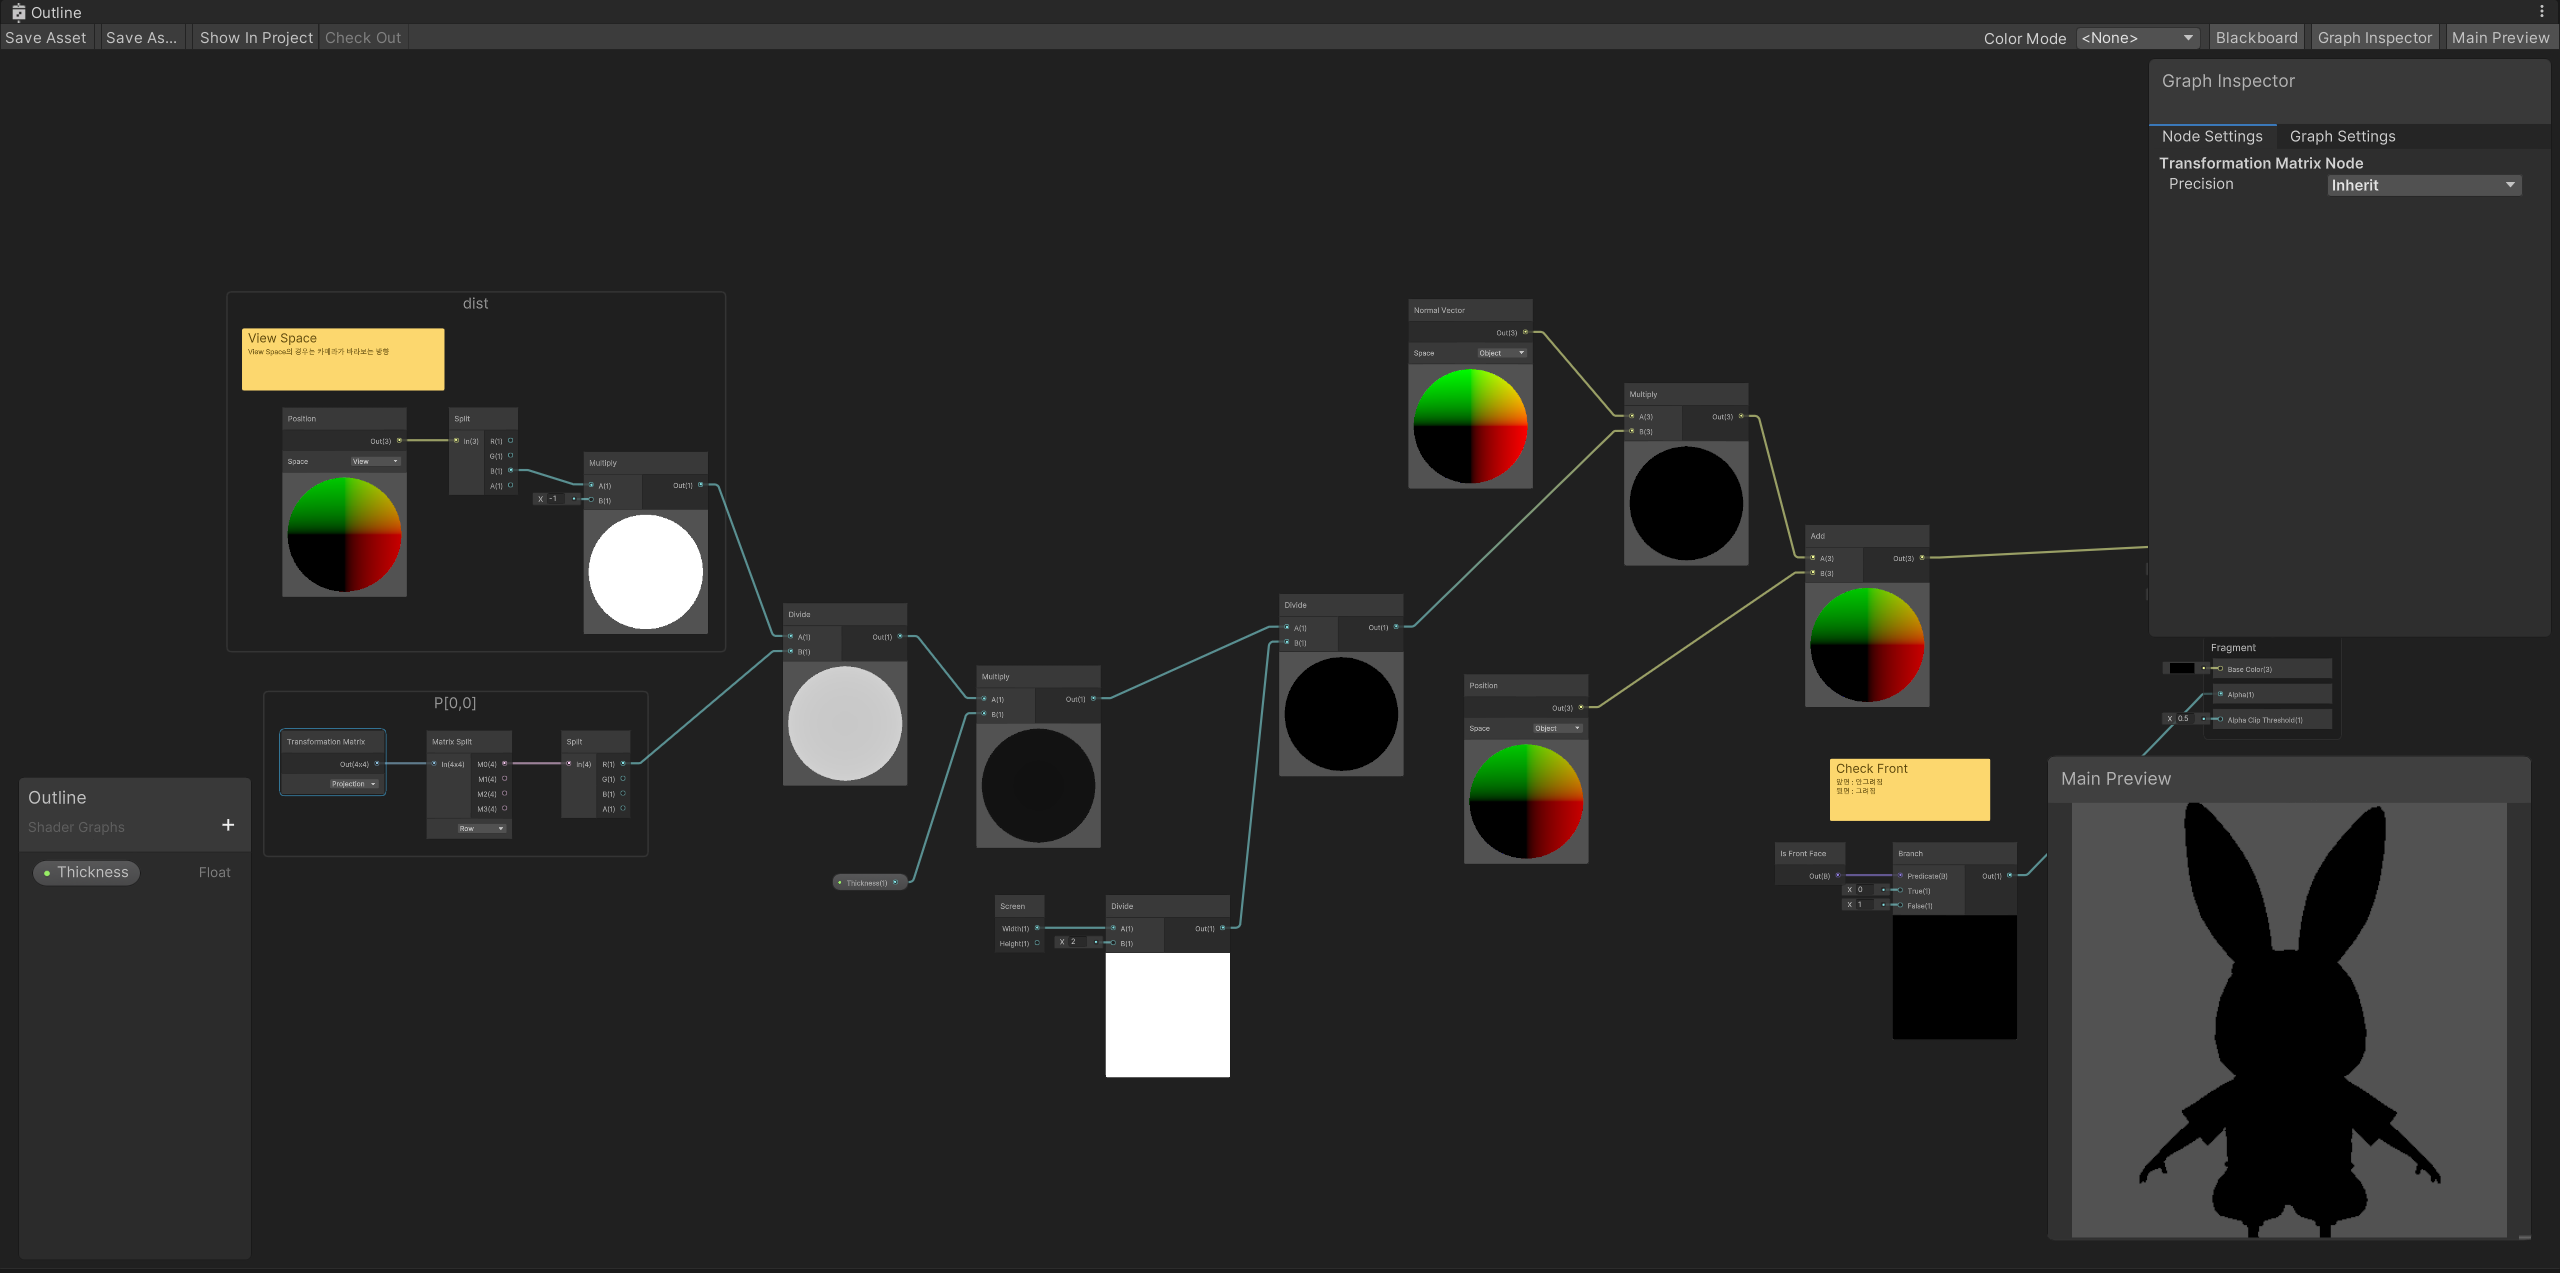 Outline
Save Asset
Save As...
Show In Project
Check Out
Color Mode
<None>
Blackboard
Graph Inspector
Main Preview
Graph Inspector
Node Settings
Graph Settings
Transformation Matrix Node
Precision
Inherit
dist
View Space
View Space의 경우는 카메라가 바라보는 방향
Position
Out(3)
Space
View
Split
In(3)
R(1)
G(1)
B(1)
A(1)
Multiply
A(1)
Out(1)
X -1
B(1)
P[0,0]
Transformation Matrix
Out(4x4)
Projection
Matrix Split
In(4x4)
M0(4)
M1(4)
M2(4)
M3(4)
Row
Split
In(4)
R(1)
G(1)
B(1)
A(1)
Outline
Shader Graphs
+
Thickness
Float
Divide
A(1)
Out(1)
B(1)
Multiply
A(1)
Out(1)
B(1)
Thickness(1)
Screen
Width(1)
Height(1)
Divide
A(1)
Out(1)
X 2
B(1)
Divide
A(1)
Out(1)
B(1)
Normal Vector
Out(3)
Space
Object
Multiply
A(3)
Out(3)
B(3)
Position
Out(3)
Space
Object
Add
A(3)
Out(3)
B(3)
Check Front
앞면 : 안그려짐
뒷면 : 그려짐
Is Front Face
Out(B)
Branch
Predicate(B)
Out(1)
X 0
True(1)
X 1
False(1)
Fragment
Base Color(3)
Alpha(1)
X 0.5
Alpha Clip Threshold(1)
Main Preview